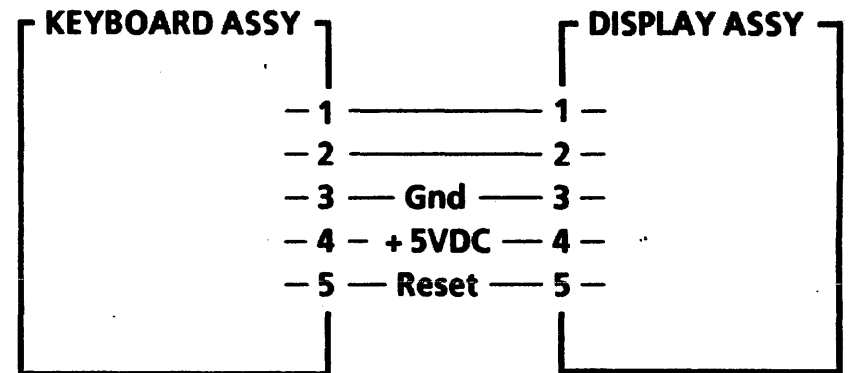 KEYBOARD ASSY DISPLAY ASSY
1 1
2 2
3 Gnd 3
4 + 5VDC 4
5 Reset 5